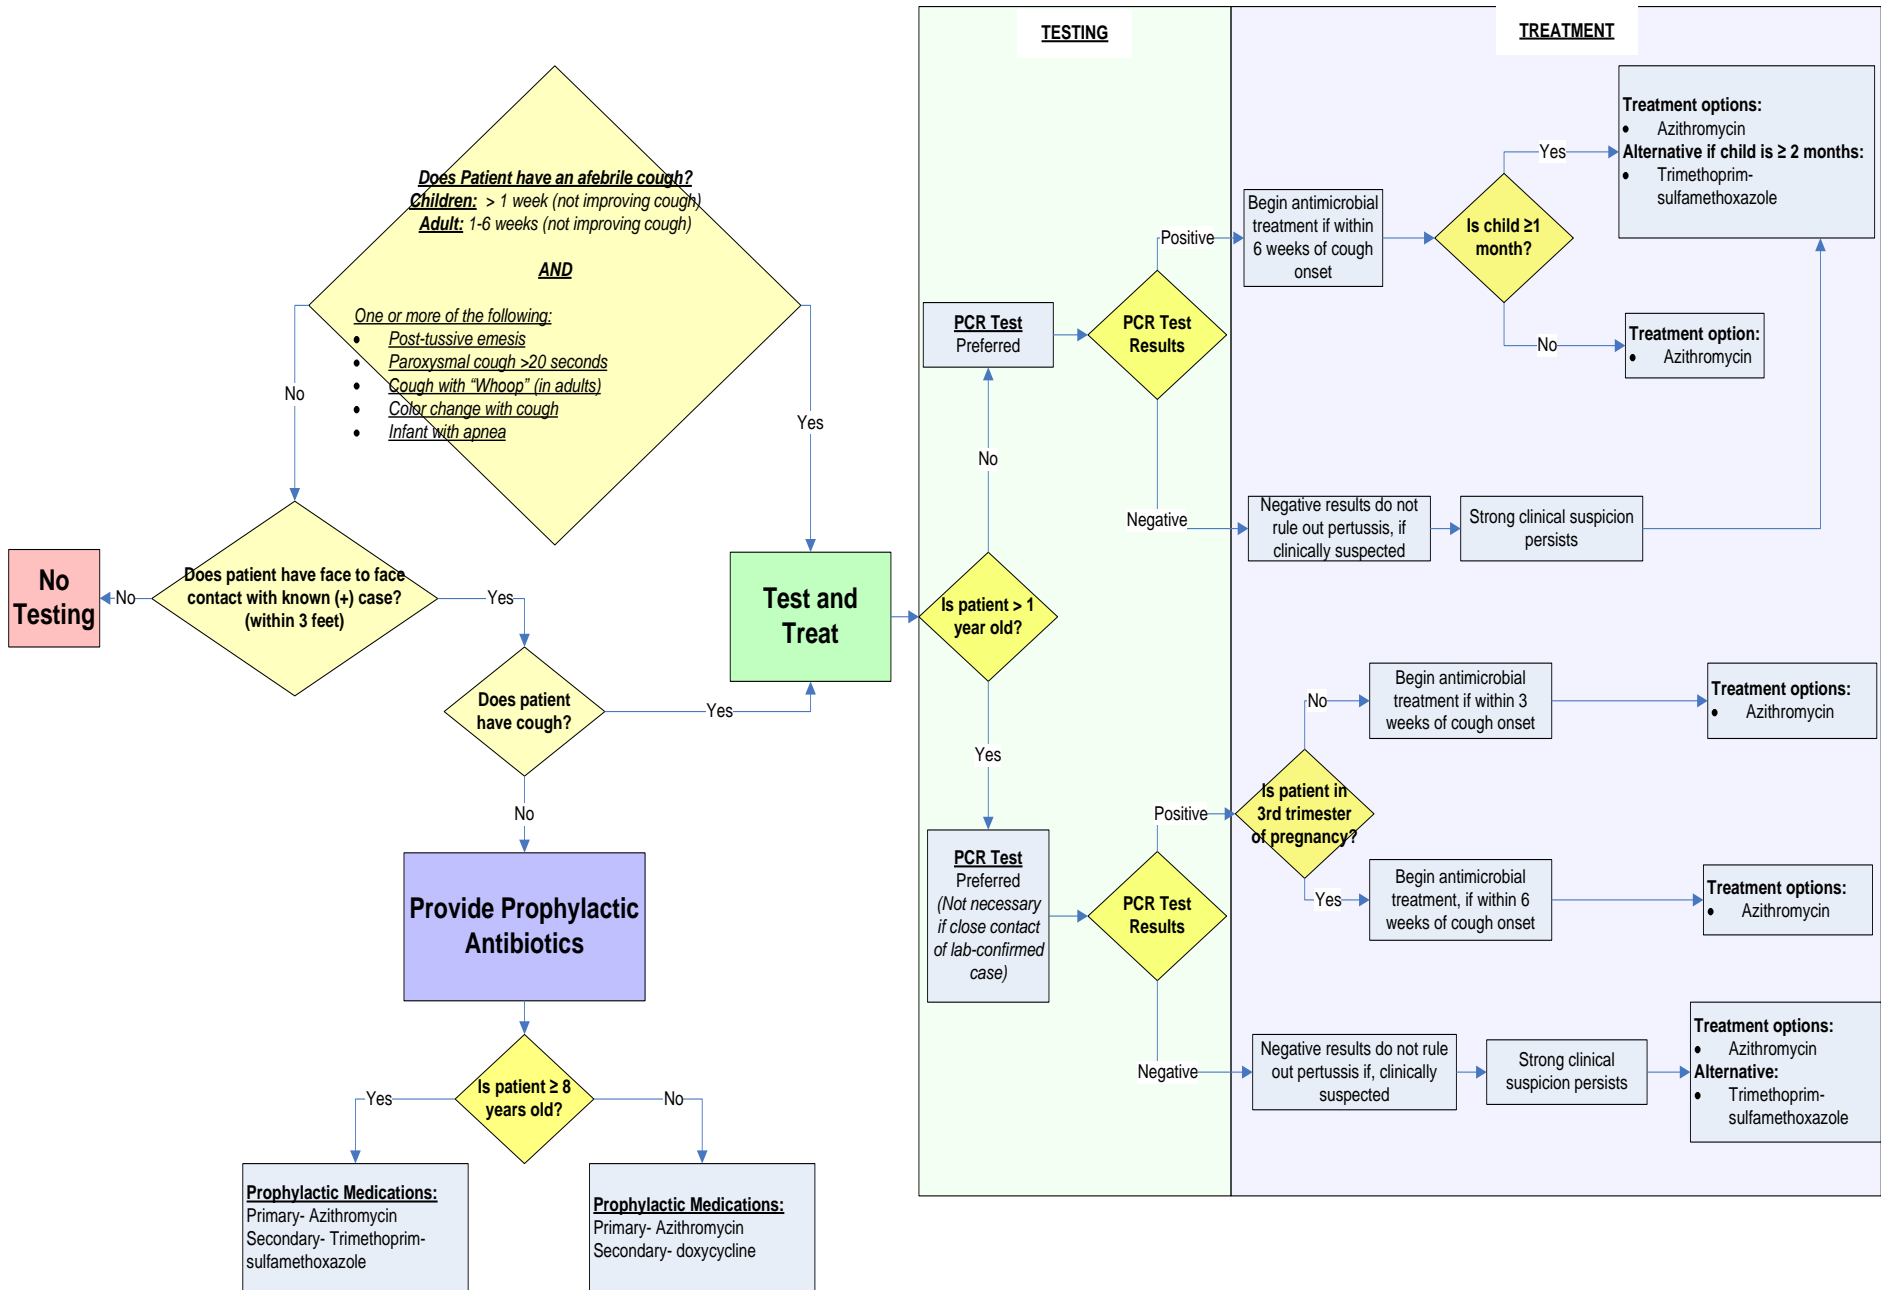 TESTING
TREATMENT
Does Patient have an afebrile cough?
Children: > 1 week (not improving cough)
Adult: 1-6 weeks (not improving cough)
AND
One or more of the following:
• Post-tussive emesis
• Paroxysmal cough >20 seconds
• Cough with “Whoop” (in adults)
• Color change with cough
• Infant with apnea
No
Yes
No
Testing
No
Does patient have face to face
contact with known (+) case?
(within 3 feet)
Yes
Does patient
have cough?
Yes
No
Test and
Treat
Provide Prophylactic
Antibiotics
Is patient ≥ 8
years old?
Yes
No
Prophylactic Medications:
Primary- Azithromycin
Secondary- Trimethoprim-
sulfamethoxazole
Prophylactic Medications:
Primary- Azithromycin
Secondary- doxycycline
Is patient > 1
year old?
No
Yes
PCR Test
Preferred
PCR Test
Results
Positive
Negative
Begin antimicrobial
treatment if within
6 weeks of cough
onset
Is child ≥1
month?
Yes
No
Treatment options:
• Azithromycin
Alternative if child is ≥ 2 months:
• Trimethoprim-
sulfamethoxazole
Treatment option:
• Azithromycin
Negative results do not
rule out pertussis, if
clinically suspected
Strong clinical suspicion
persists
PCR Test
Preferred
(Not necessary
if close contact
of lab-confirmed
case)
PCR Test
Results
Positive
Negative
Is patient in
3rd trimester
of pregnancy?
No
Yes
Begin antimicrobial
treatment if within 3
weeks of cough onset
Treatment options:
• Azithromycin
Begin antimicrobial
treatment, if within 6
weeks of cough onset
Treatment options:
• Azithromycin
Negative results do not rule
out pertussis if, clinically
suspected
Strong clinical
suspicion persists
Treatment options:
• Azithromycin
Alternative:
• Trimethoprim-
sulfamethoxazole